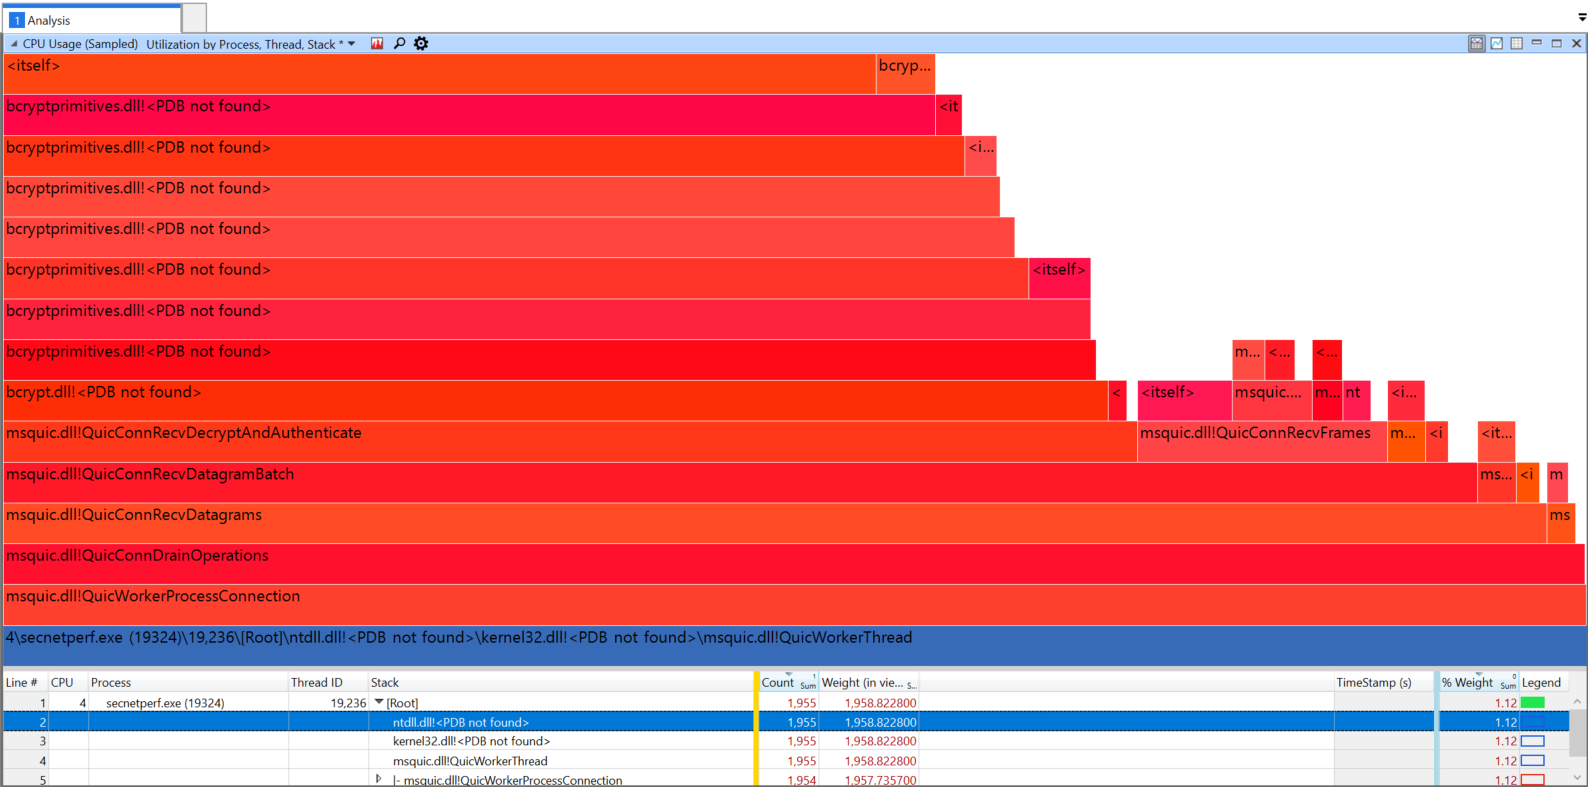 1 Analysis
CPU Usage (Sampled) Utilization by Process, Thread, Stack *
<itself> bcryp...
bcryptprimitives.dll!<PDB not found> <it
bcryptprimitives.dll!<PDB not found> <i...
bcryptprimitives.dll!<PDB not found>
bcryptprimitives.dll!<PDB not found>
bcryptprimitives.dll!<PDB not found> <itself>
bcryptprimitives.dll!<PDB not found>
bcryptprimitives.dll!<PDB not found> m... <... <...
bcrypt.dll!<PDB not found> < <itself> msquic.... m... nt <i...
msquic.dll!QuicConnRecvDecryptAndAuthenticate msquic.dll!QuicConnRecvFrames m... <i <it...
msquic.dll!QuicConnRecvDatagramBatch ms... <i m
msquic.dll!QuicConnRecvDatagrams ms
msquic.dll!QuicConnDrainOperations
msquic.dll!QuicWorkerProcessConnection
4\secnetperf.exe (19324)\19,236\[Root]\ntdll.dll!<PDB not found>\kernel32.dll!<PDB not found>\msquic.dll!QuicWorkerThread
Line # CPU Process Thread ID Stack Count 1 Sum Weight (in vie... S... TimeStamp (s) % Weight 0 Sum Legend
1 4 secnetperf.exe (19324) 19,236 [Root] 1,955 1,958.822800 1.12
2 ntdll.dll!<PDB not found> 1,955 1,958.822800 1.12
3 kernel32.dll!<PDB not found> 1,955 1,958.822800 1.12
4 msquic.dll!QuicWorkerThread 1,955 1,958.822800 1.12
5 |- msquic.dll!QuicWorkerProcessConnection 1,954 1,957.735700 1.12